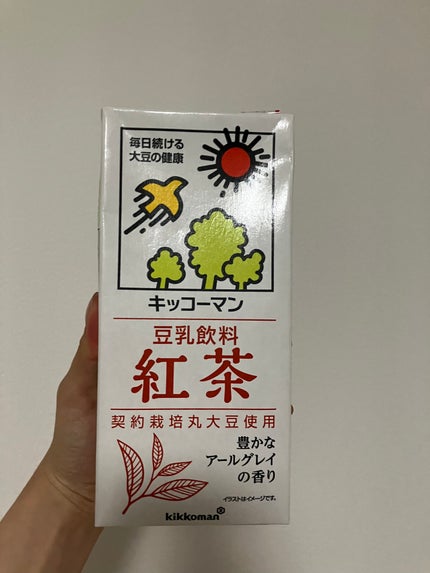 毎日続ける
大豆の健康
キッコーマン
豆乳飲料
紅茶
契約栽培丸大豆使用
豊かな
アールグレイ
の香り
イラストはイメージです。
kikkoman